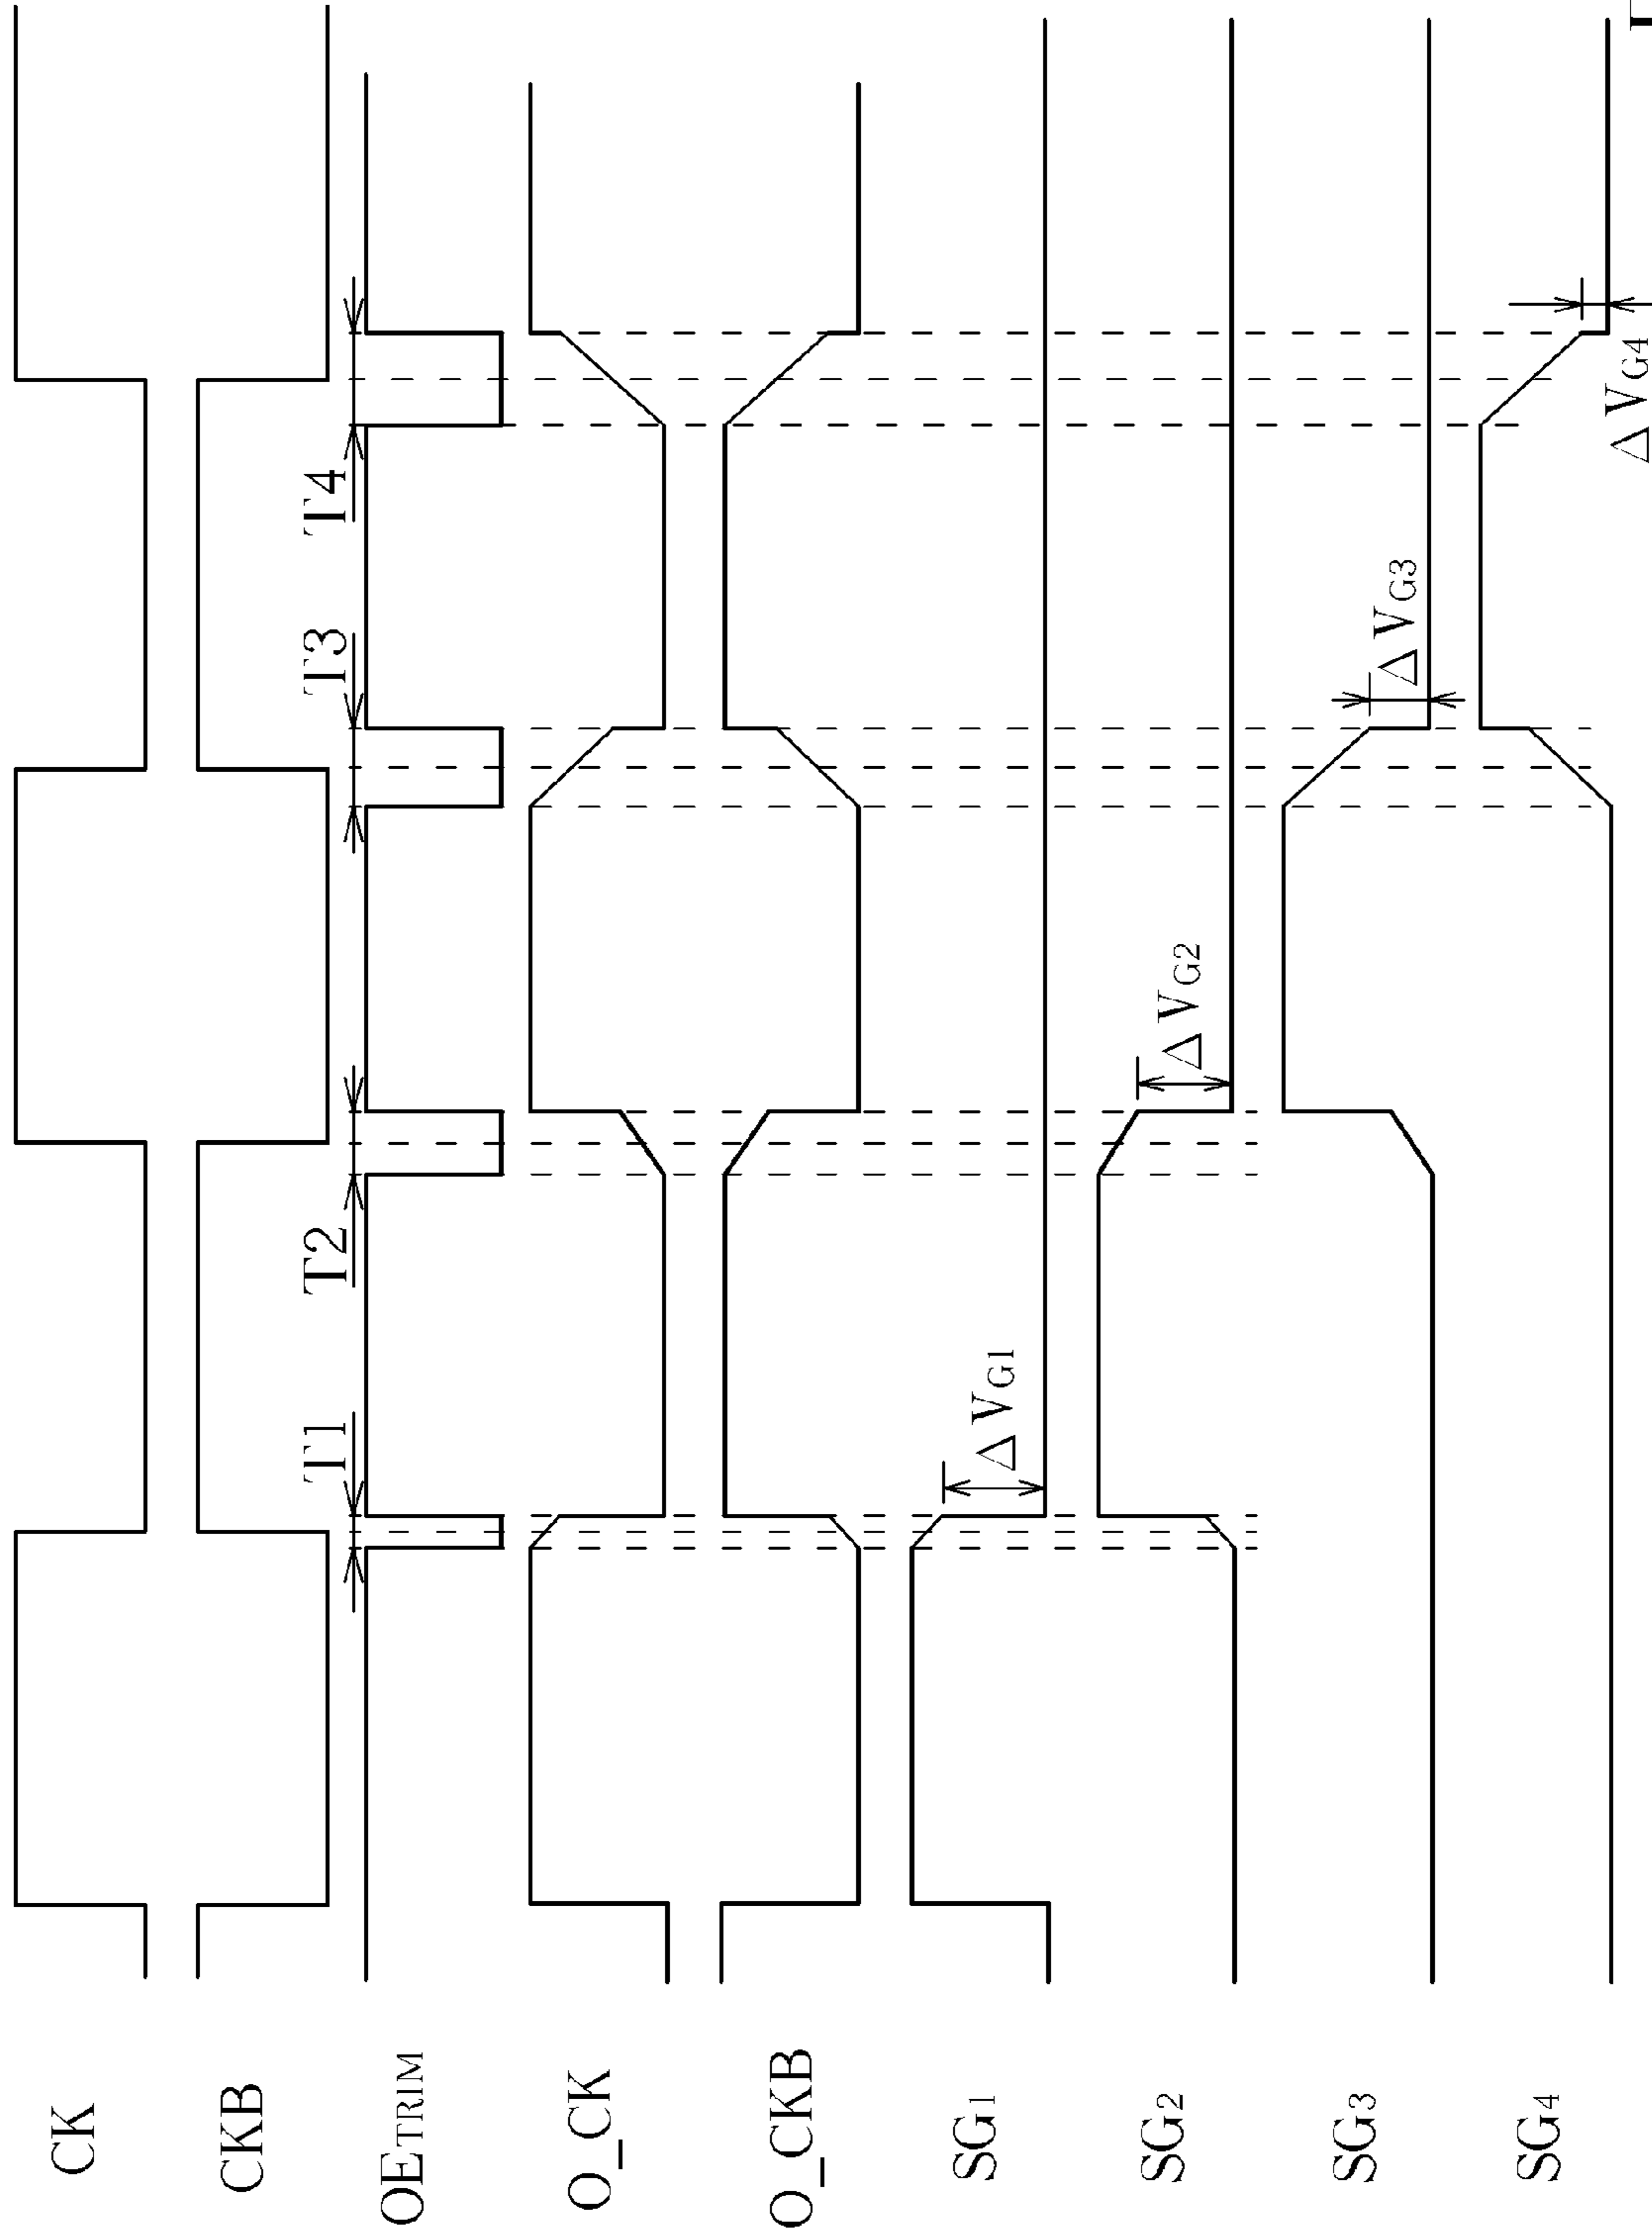 CK
CKB
OETRIM
O_CK
O_CKB
SG1
SG2
SG3
SG4
T1
T2
T3
T4
ΔVG1
ΔVG2
ΔVG3
ΔVG4